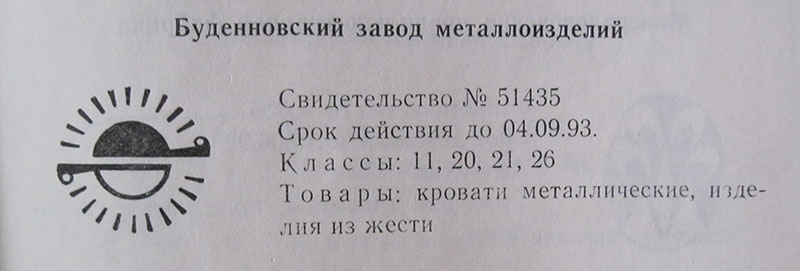 Буденновский завод металлоизделий
Свидетельство № 51435
Срок действия до 04.09.93.
Классы: 11, 20, 21, 26
Товары: кровати металлические, изде-
лия из жести